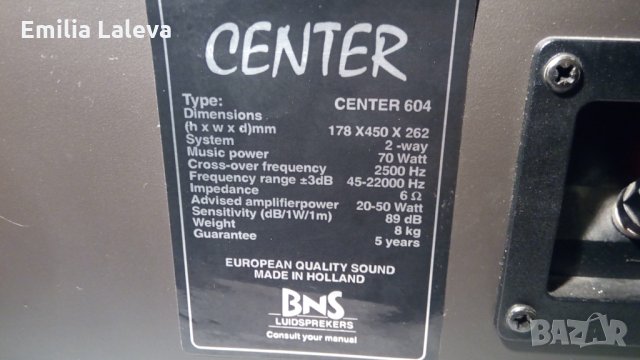 Emilia Laleva
CENTER
Type: CENTER 604
Dimensions
(h x w x d)mm 178 X450 X 262
System 2 -way
Music power 70 Watt
Cross-over frequency 2500 Hz
Frequency range ±3dB 45-22000 Hz
Impedance 6 Ω
Advised amplifierpower 20-50 Watt
Sensitivity (dB/1W/1m) 89 dB
Weight 8 kg
Guarantee 5 years
EUROPEAN QUALITY SOUND
MADE IN HOLLAND
BNS
LUIDSPREKERS
Consult your manual
BAZAR